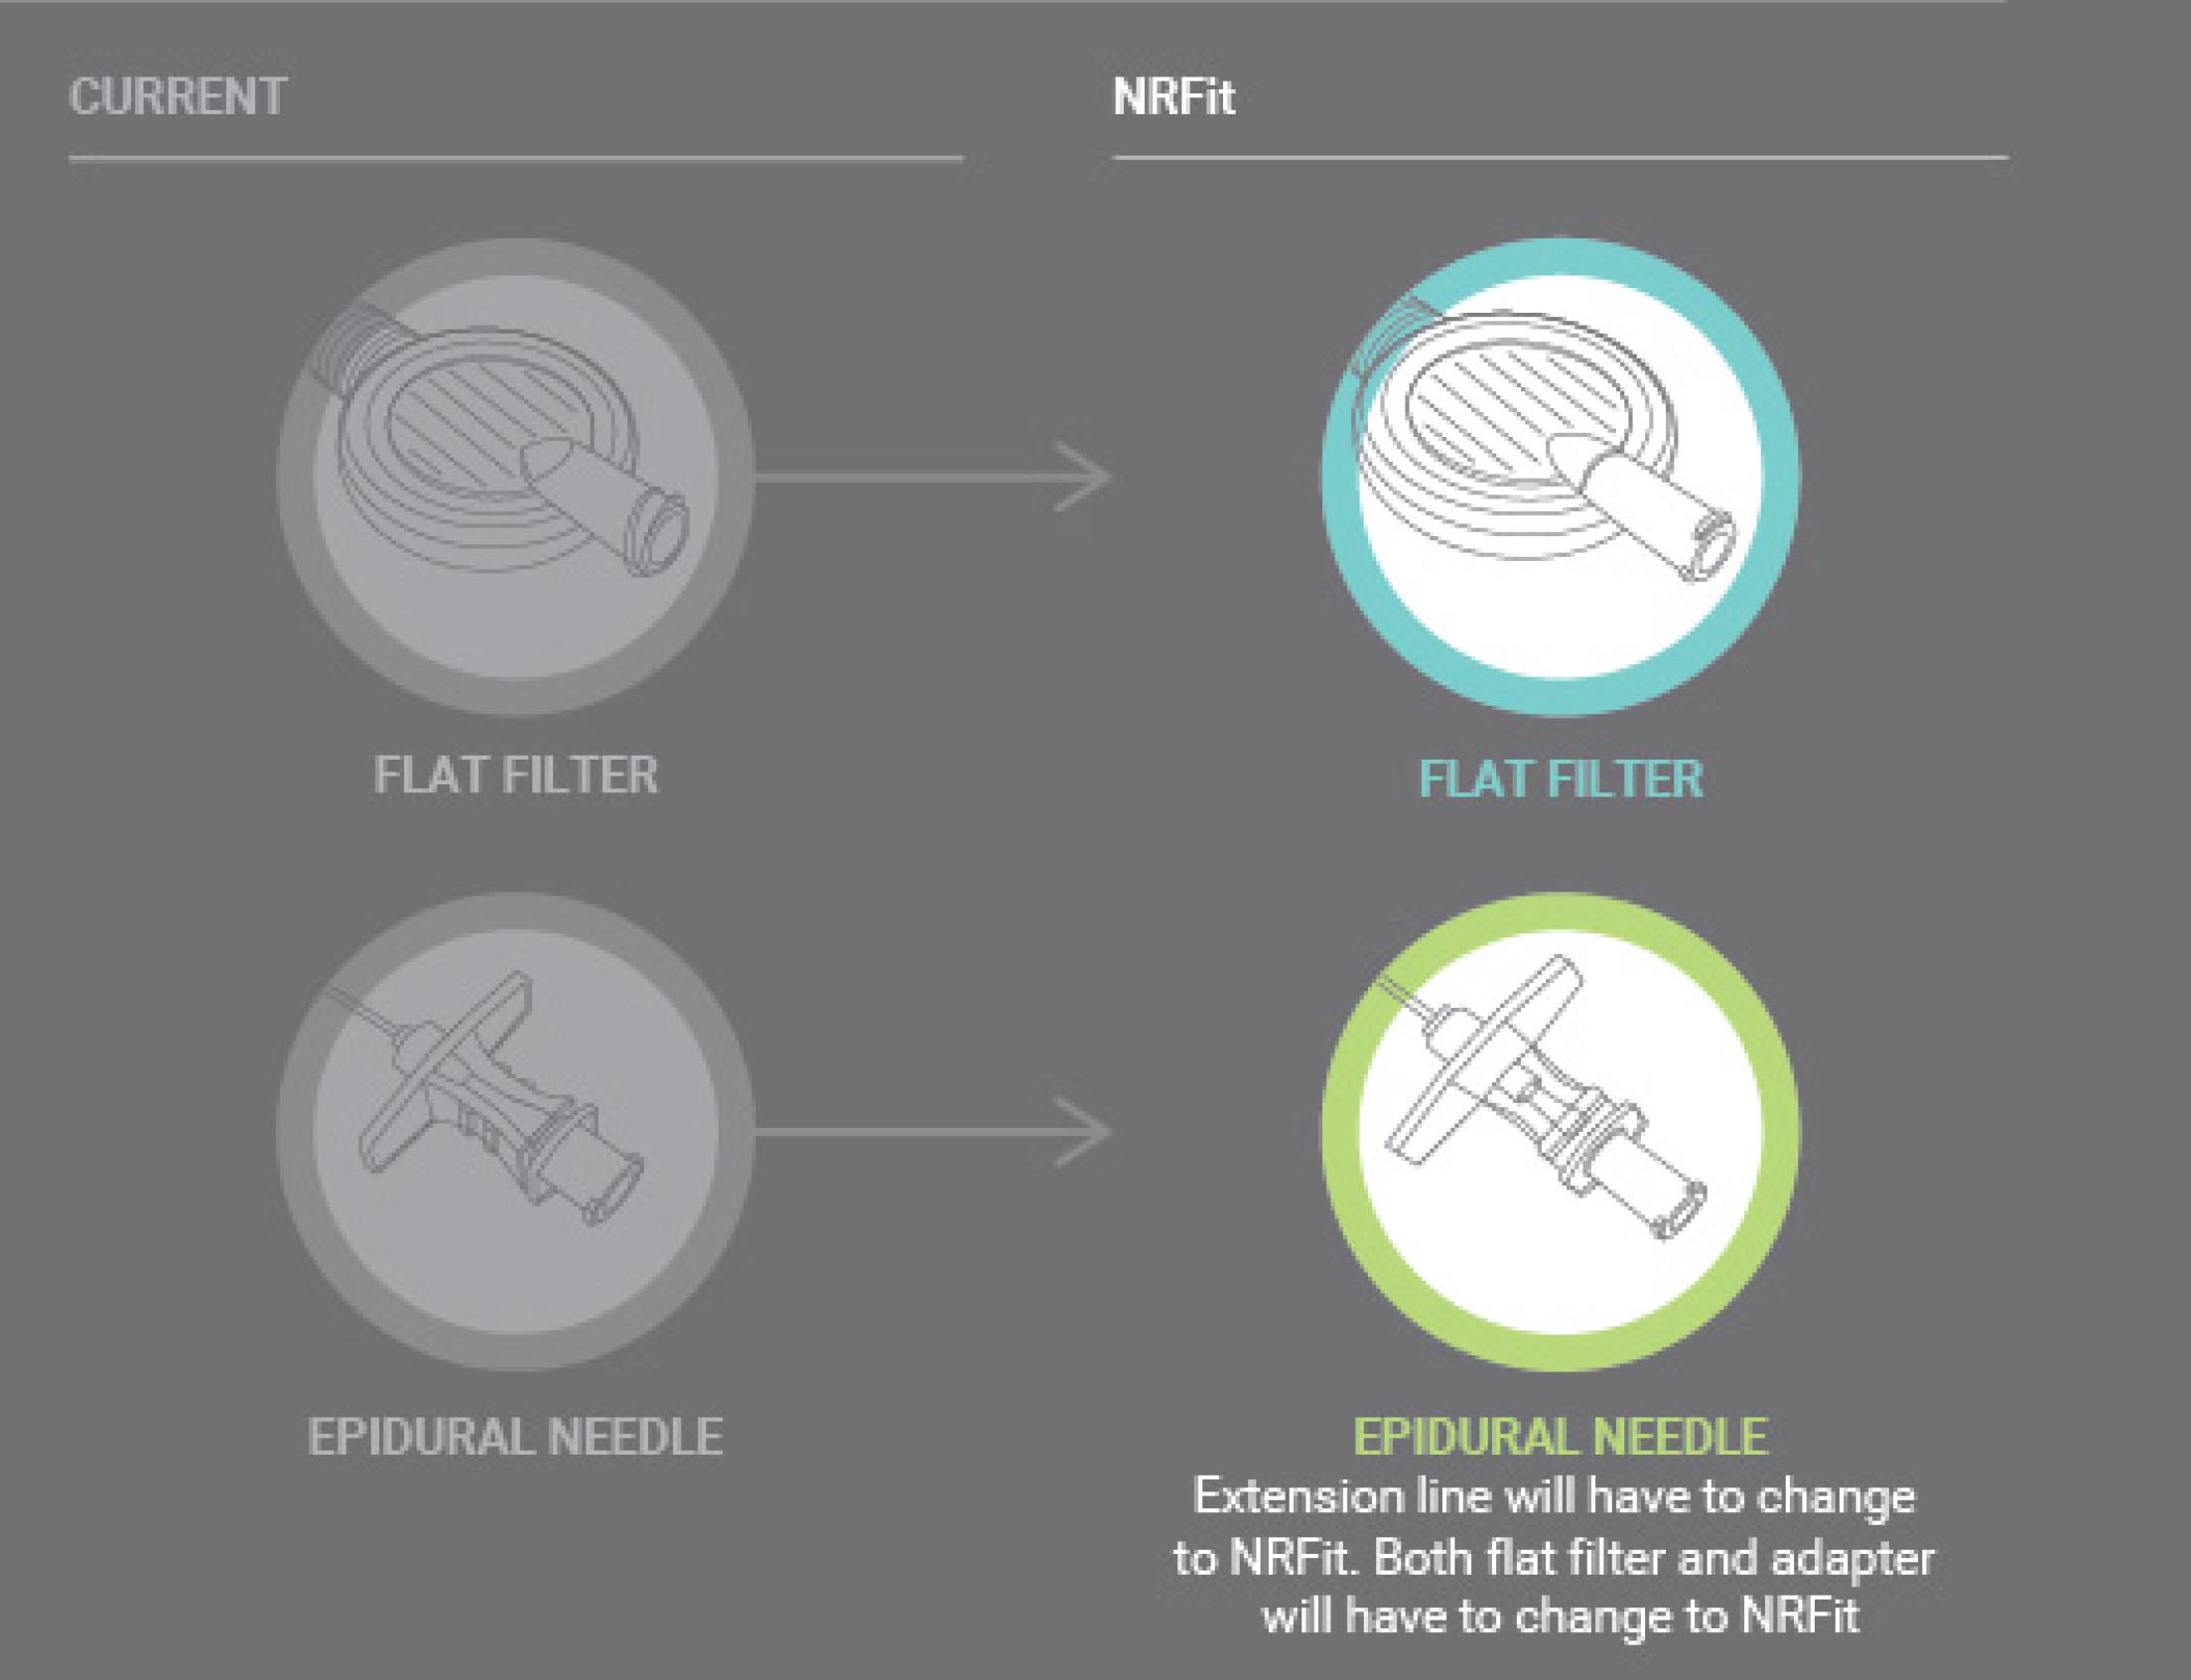 CURRENT
NRFit
FLAT FILTER
FLAT FILTER
EPIDURAL NEEDLE
EPIDURAL NEEDLE
Extension line will have to change
to NRFit. Both flat filter and adapter
will have to change to NRFit